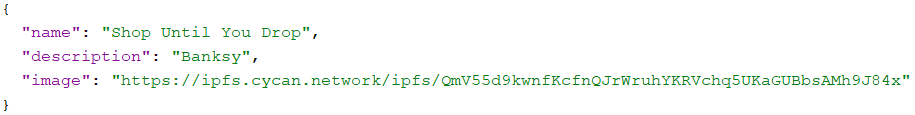 {
"name": "Shop Until You Drop",
"description": "Banksy",
"image": "https://ipfs.cycan.network/ipfs/QmV55d9kwnfKcfnQJrWruhYKRVchq5UKaGUBbsAMh9J84x"
}